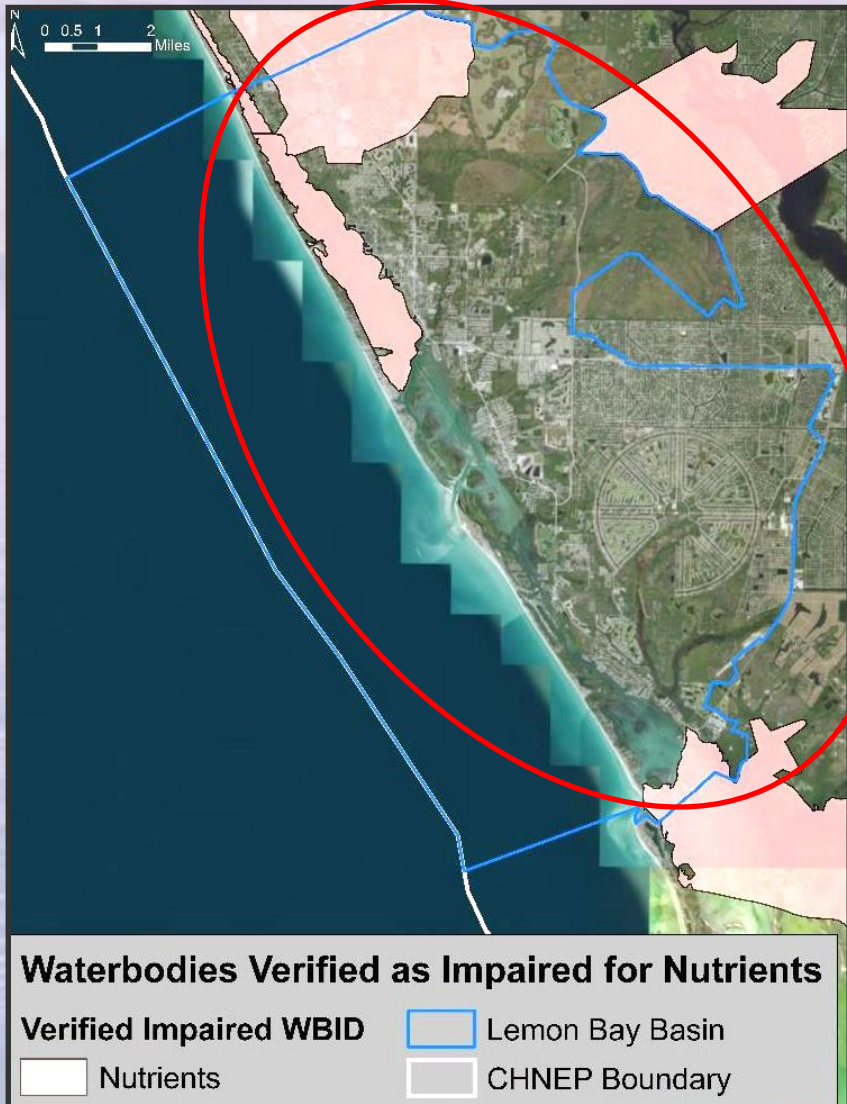 N
0 0.5 1 2
Miles
Waterbodies Verified as Impaired for Nutrients
Verified Impaired WBID
Lemon Bay Basin
Nutrients
CHNEP Boundary